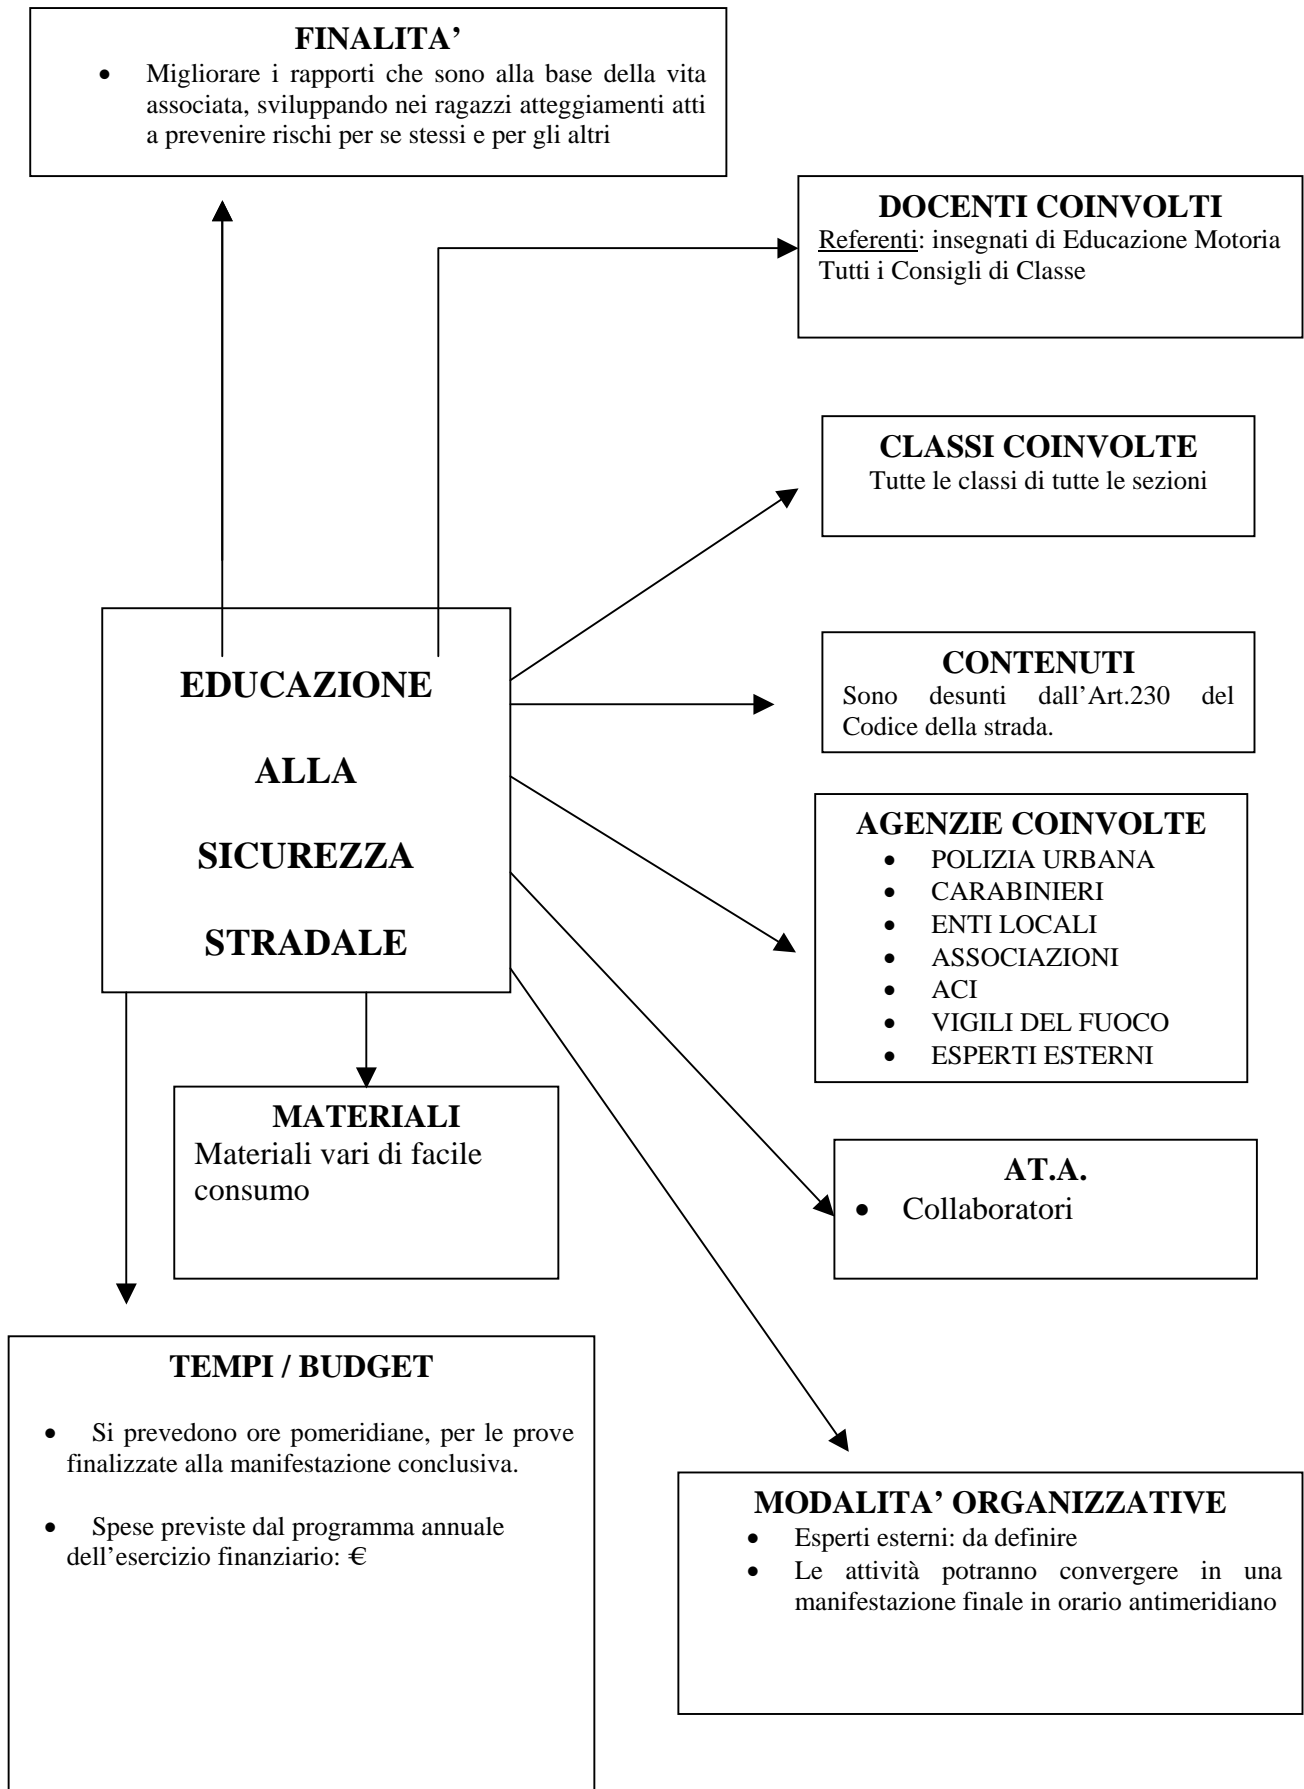 FINALITA’
• Migliorare i rapporti che sono alla base della vita
associata, sviluppando nei ragazzi atteggiamenti atti
a prevenire rischi per se stessi e per gli altri
DOCENTI COINVOLTI
Referenti: insegnati di Educazione Motoria
Tutti i Consigli di Classe
CLASSI COINVOLTE
Tutte le classi di tutte le sezioni
EDUCAZIONE
ALLA
SICUREZZA
STRADALE
CONTENUTI
Sono desunti dall’Art.230 del
Codice della strada.
AGENZIE COINVOLTE
• POLIZIA URBANA
• CARABINIERI
• ENTI LOCALI
• ASSOCIAZIONI
• ACI
• VIGILI DEL FUOCO
• ESPERTI ESTERNI
MATERIALI
Materiali vari di facile
consumo
AT.A.
• Collaboratori
TEMPI / BUDGET
• Si prevedono ore pomeridiane, per le prove
finalizzate alla manifestazione conclusiva.
• Spese previste dal programma annuale
dell’esercizio finanziario: €
MODALITA’ ORGANIZZATIVE
• Esperti esterni: da definire
• Le attività potranno convergere in una
manifestazione finale in orario antimeridiano